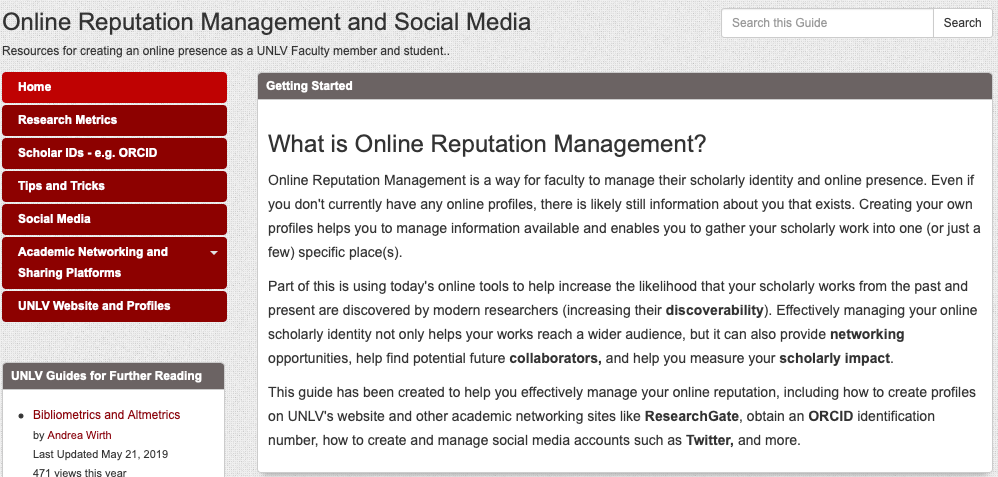 Online Reputation Management and Social Media
Search this Guide
Search
Resources for creating an online presence as a UNLV Faculty member and student..
Home
Research Metrics
Scholar IDs - e.g. ORCID
Tips and Tricks
Social Media
Academic Networking and
Sharing Platforms
UNLV Website and Profiles
UNLV Guides for Further Reading
Bibliometrics and Altmetrics
by Andrea Wirth
Last Updated May 21, 2019
471 views this year
Getting Started
What is Online Reputation Management?
Online Reputation Management is a way for faculty to manage their scholarly identity and online presence. Even if
you don't currently have any online profiles, there is likely still information about you that exists. Creating your own
profiles helps you to manage information available and enables you to gather your scholarly work into one (or just a
few) specific place(s).
Part of this is using today's online tools to help increase the likelihood that your scholarly works from the past and
present are discovered by modern researchers (increasing their discoverability). Effectively managing your online
scholarly identity not only helps your works reach a wider audience, but it can also provide networking
opportunities, help find potential future collaborators, and help you measure your scholarly impact.
This guide has been created to help you effectively manage your online reputation, including how to create profiles
on UNLV's website and other academic networking sites like ResearchGate, obtain an ORCID identification
number, how to create and manage social media accounts such as Twitter, and more.